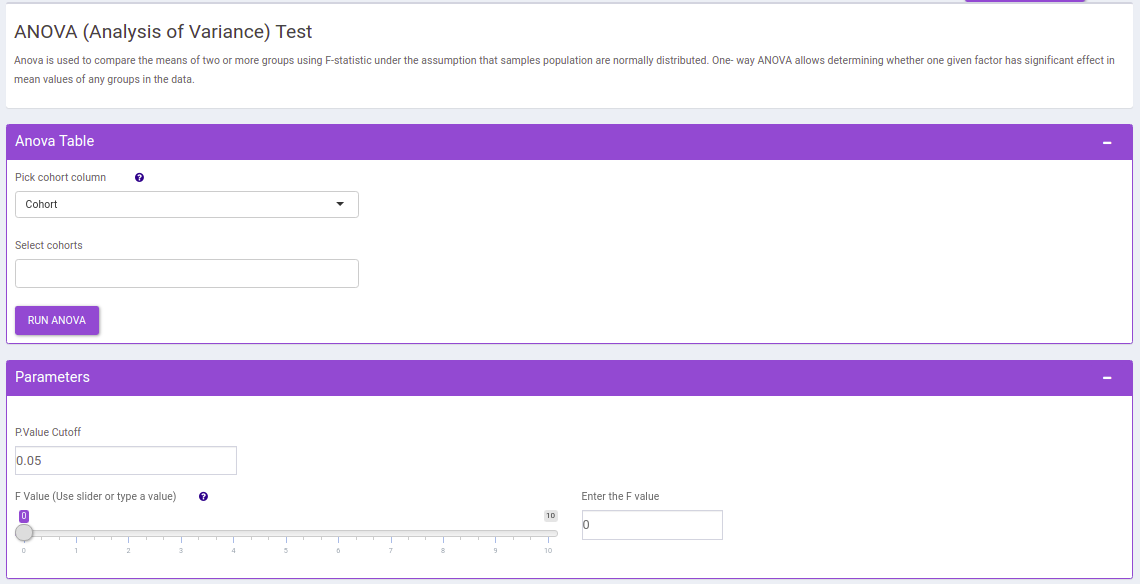 ANOVA (Analysis of Variance) Test
Anova is used to compare the means of two or more groups using F-statistic under the assumption that samples population are normally distributed. One- way ANOVA allows determining whether one given factor has significant effect in
mean values of any groups in the data.
Anova Table
Pick cohort column
Cohort
Select cohorts
RUN ANOVA
Parameters
P.Value Cutoff
0.05
F Value (Use slider or type a value)
Enter the F value
0 10
0
0 1 2 3 4 5 6 7 8 9 10